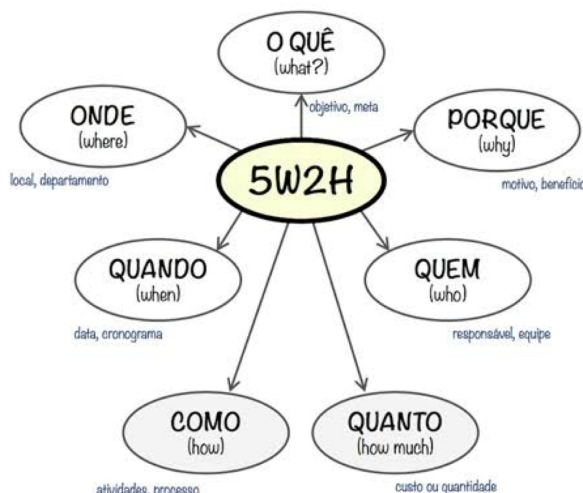 O QUÊ
(what?)
objetivo, meta
ONDE
(where)
local, departamento
PORQUE
(why)
motivo, benefício
5W2H
QUANDO
(when)
data, cronograma
QUEM
(who)
responsável, equipe
COMO
(how)
atividades, processo
QUANTO
(how much)
custo ou quantidade